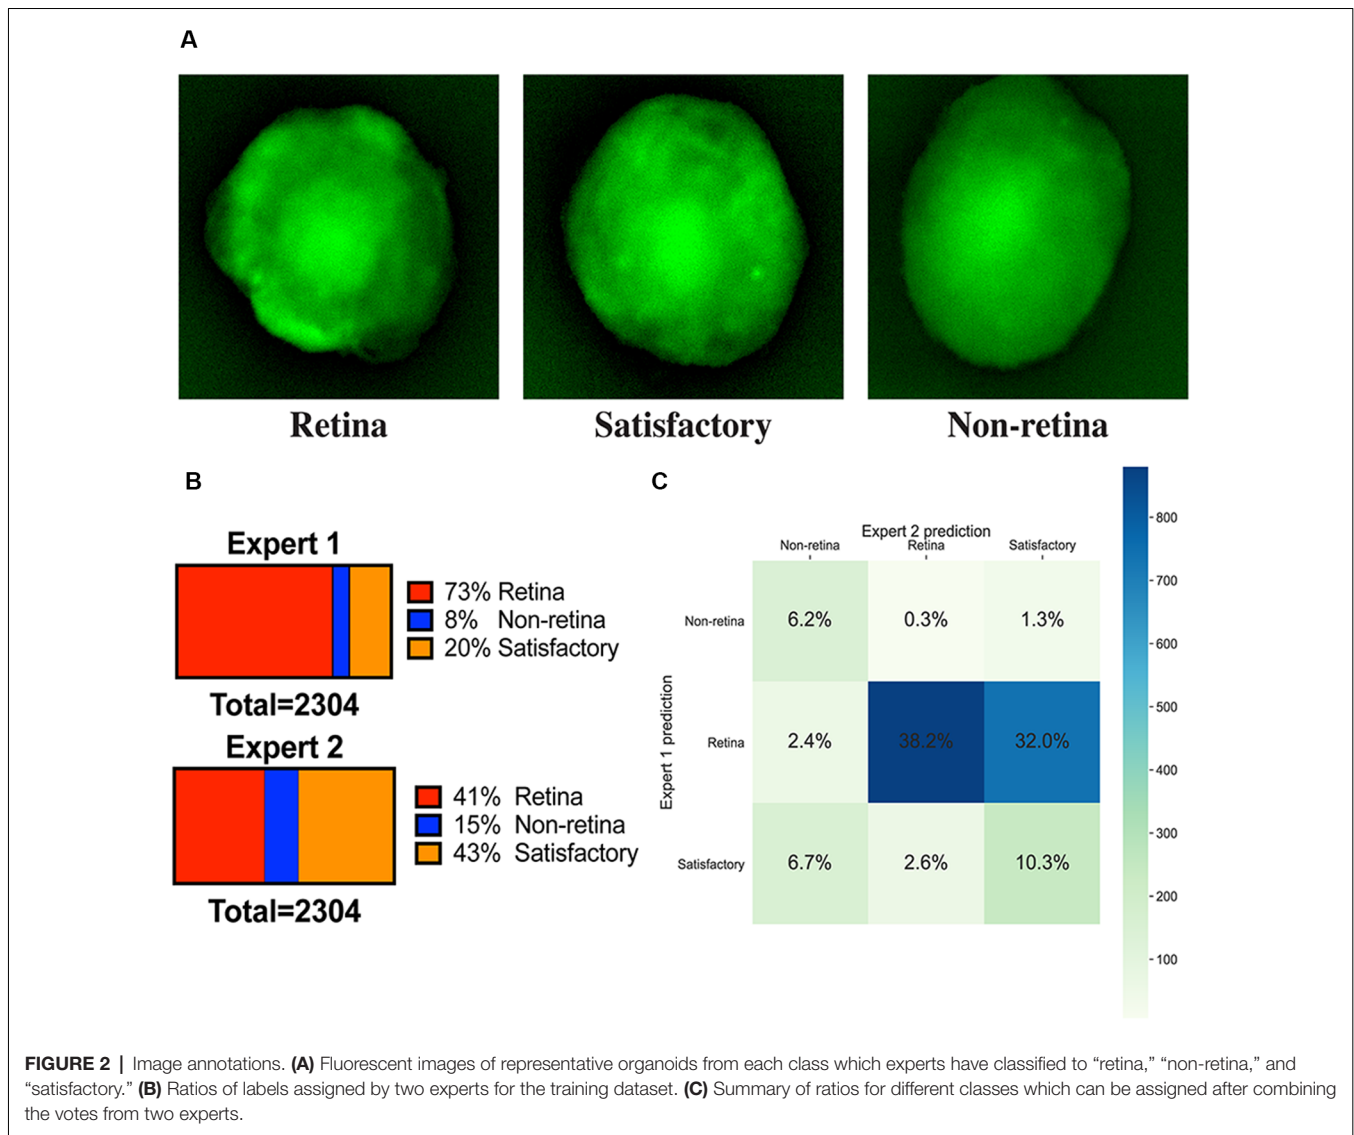 A
Retina
Satisfactory
Non-retina
B
Expert 1
73% Retina
8% Non-retina
20% Satisfactory
Total=2304
Expert 2
41% Retina
15% Non-retina
43% Satisfactory
Total=2304
C
Expert 2 prediction
Non-retina Retina Satisfactory
Expert 1 prediction
Non-retina 6.2% 0.3% 1.3%
Retina 2.4% 38.2% 32.0%
Satisfactory 6.7% 2.6% 10.3%
800
700
600
500
400
300
200
100
FIGURE 2 | Image annotations. (A) Fluorescent images of representative organoids from each class which experts have classified to “retina,” “non-retina,” and
“satisfactory.” (B) Ratios of labels assigned by two experts for the training dataset. (C) Summary of ratios for different classes which can be assigned after combining
the votes from two experts.